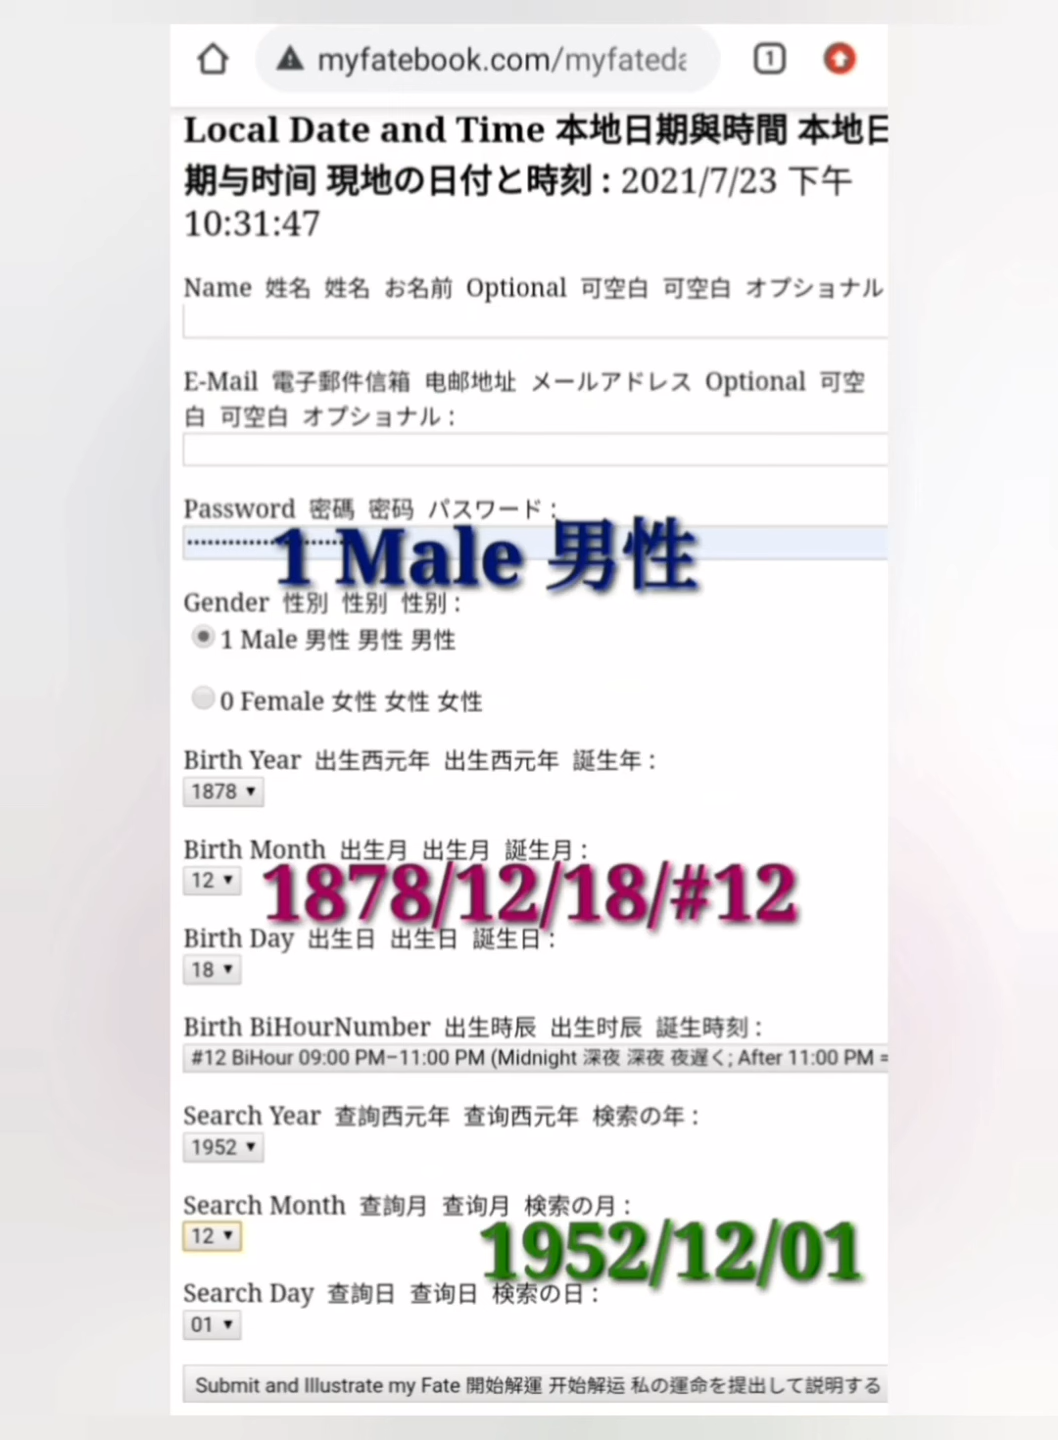 myfatebook.com/myfateda
1
Local Date and Time 本地日期與時間 本地日
期与时间 現地の日付と時刻 : 2021/7/23 下午
10:31:47
Name 姓名 姓名 お名前 Optional 可空白 可空白 オプショナル
E-Mail 電子郵件信箱 电邮地址 メールアドレス Optional 可空
白 可空白 オプショナル :
Password 密碼 密码 パスワード :
1 Male 男性
Gender 性別 性别 性別 :
1 Male 男性 男性 男性
0 Female 女性 女性 女性
Birth Year 出生西元年 出生西元年 誕生年 :
1878
Birth Month 出生月 出生月 誕生月 :
12
1878/12/18/#12
Birth Day 出生日 出生日 誕生日 :
18
Birth BiHourNumber 出生時辰 出生时辰 誕生時刻 :
#12 BiHour 09:00 PM-11:00 PM (Midnight 深夜 深夜 夜遅く; After 11:00 PM =
Search Year 查詢西元年 查询西元年 検索の年 :
1952
Search Month 查詢月 查询月 検索の月 :
12
1952/12/01
Search Day 查詢日 查询日 検索の日 :
01
Submit and Illustrate my Fate 開始解運 开始解运 私の運命を提出して説明する